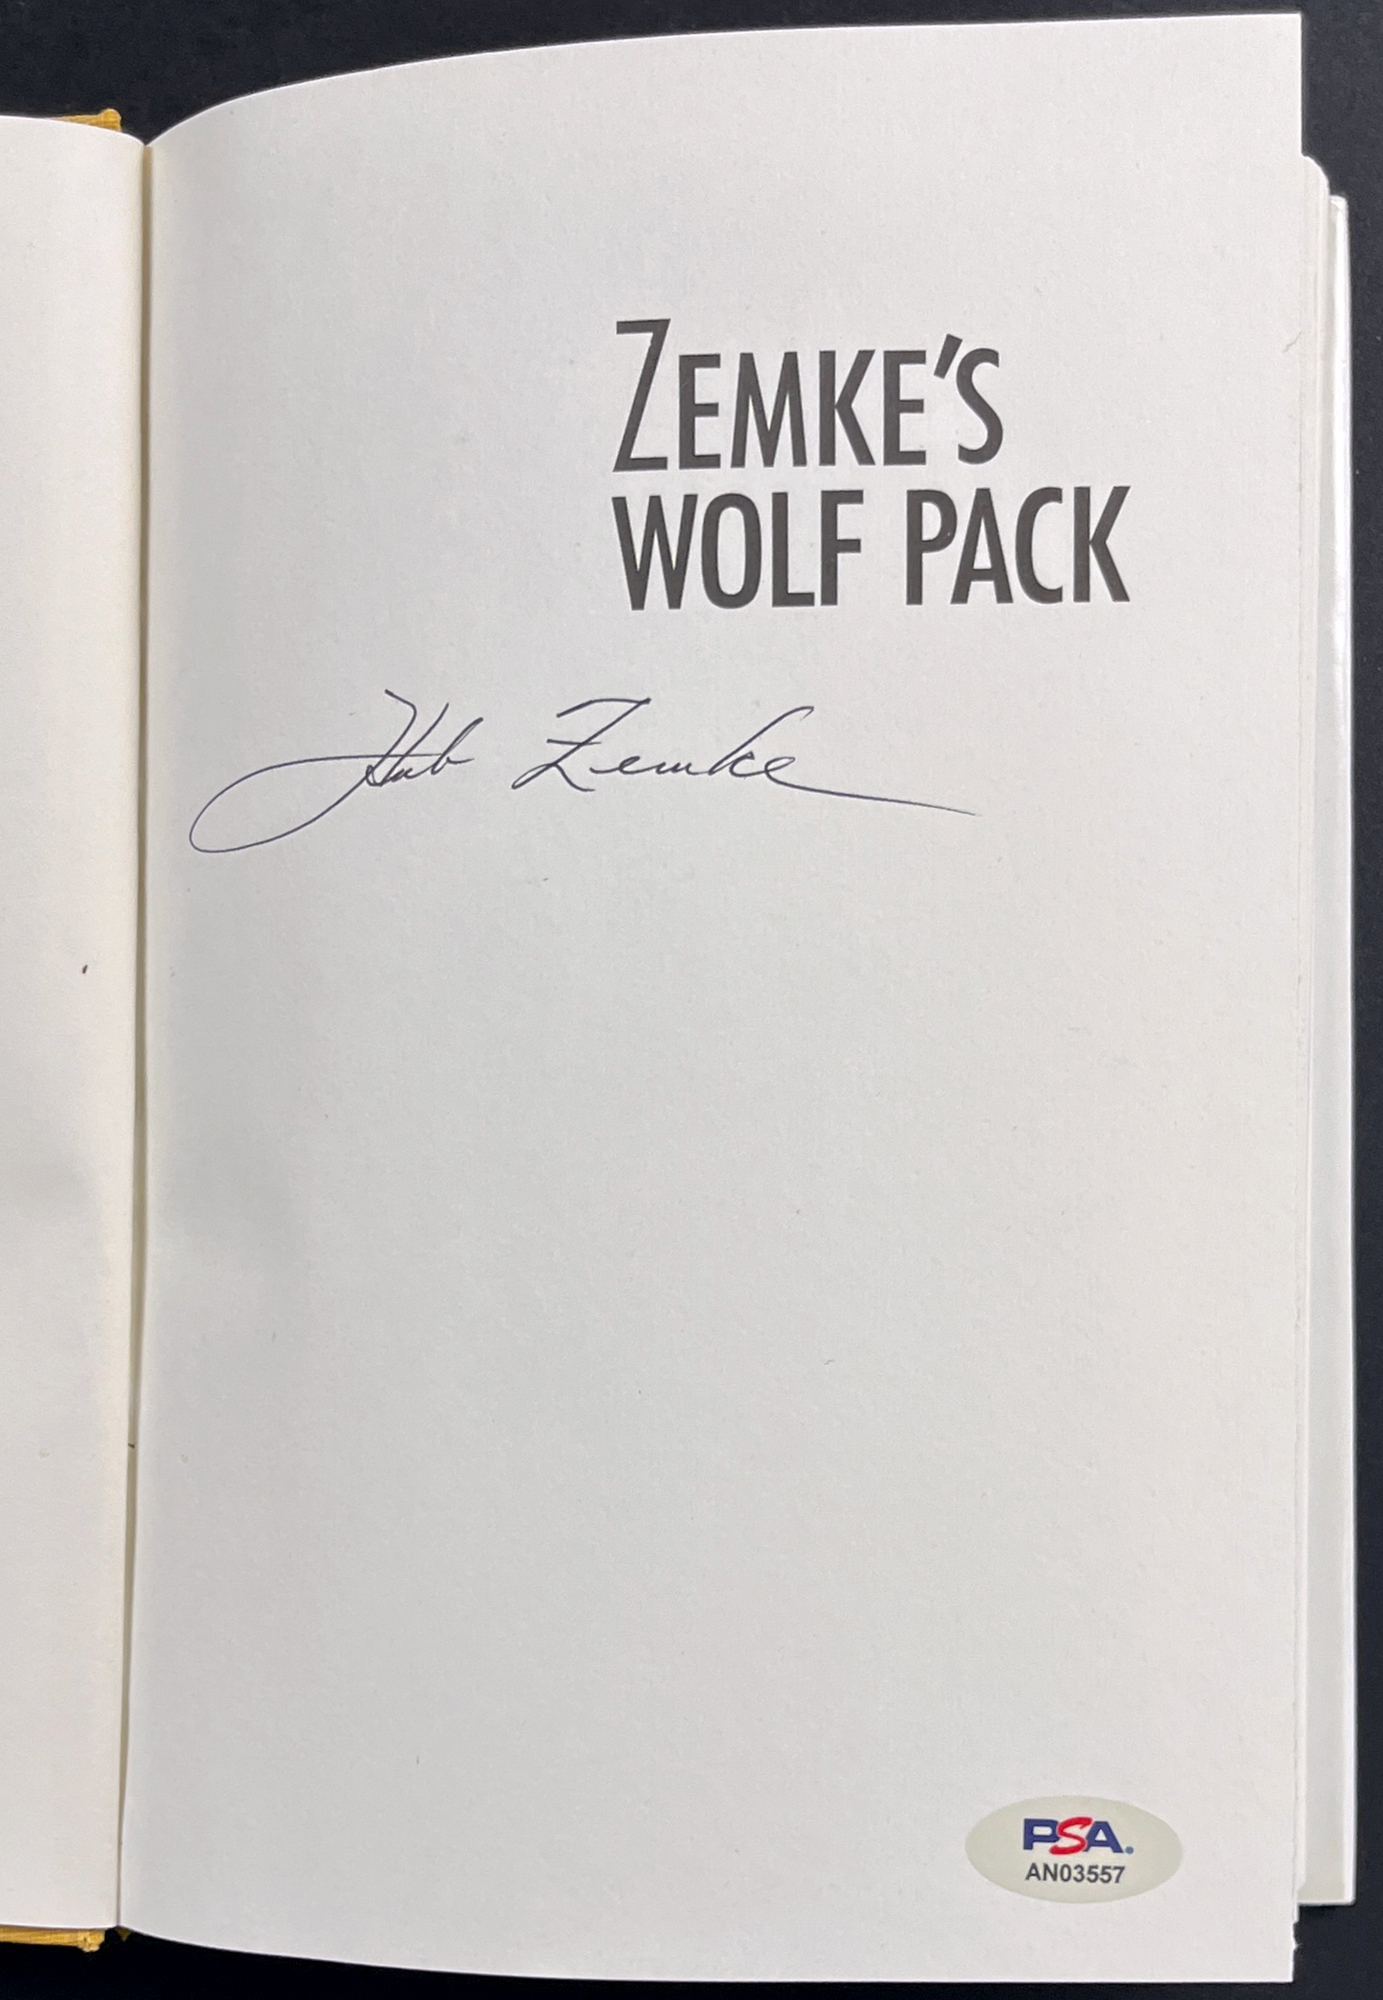 ZEMKE'S
WOLF PACK
Hub Zemke
PSA.
AN03557